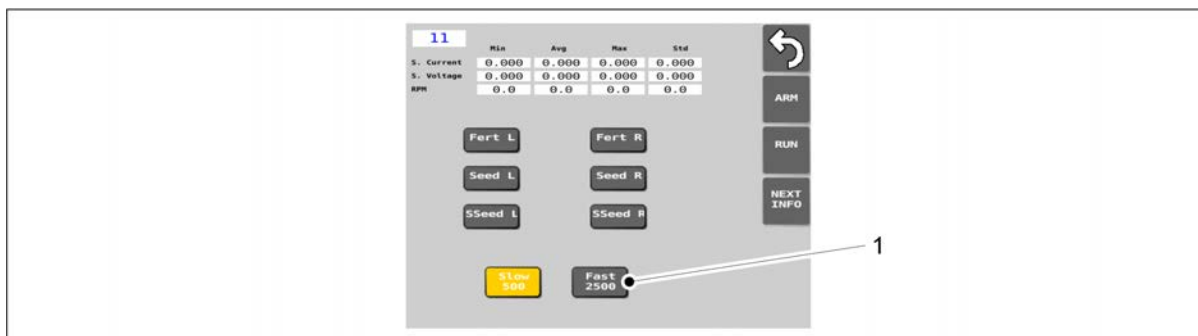 11
Min Avg Max Std
S. Current 0.000 0.000 0.000 0.000
S. Voltage 0.000 0.000 0.000 0.000
RPM 0.0 0.0 0.0 0.0
ARM
Fert L Fert R
RUN
Seed L Seed R
NEXT
INFO
SSeed L SSeed R
Slow
500
Fast
2500
1